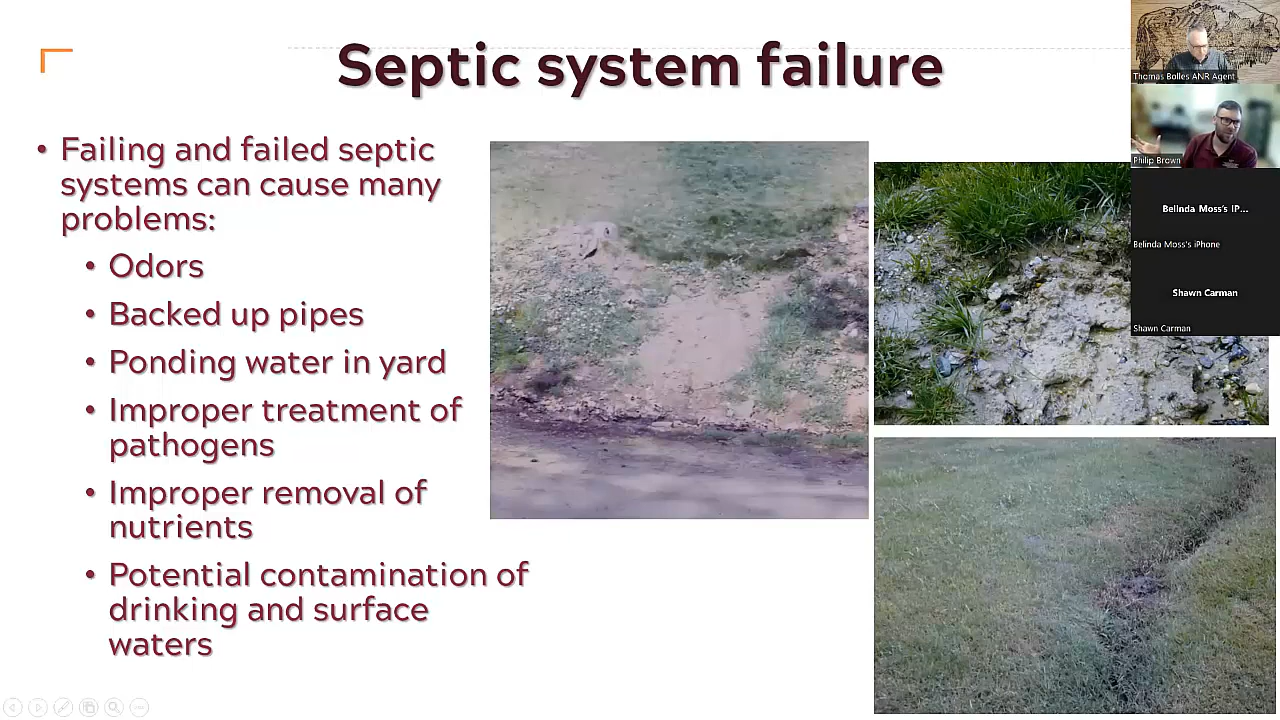 Septic system failure
• Failing and failed septic
systems can cause many
problems:
• Odors
• Backed up pipes
• Ponding water in yard
• Improper treatment of
pathogens
• Improper removal of
nutrients
• Potential contamination of
drinking and surface
waters
Thomas Bolles ANR Agent
Philip Brown
Belinda Moss's IP...
Belinda Moss's iPhone
Shawn Carman
Shawn Carman